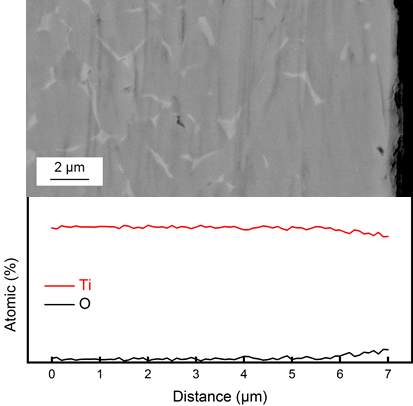 2 μm
Atomic (%)
Ti
O
0 1 2 3 4 5 6 7
Distance (μm)